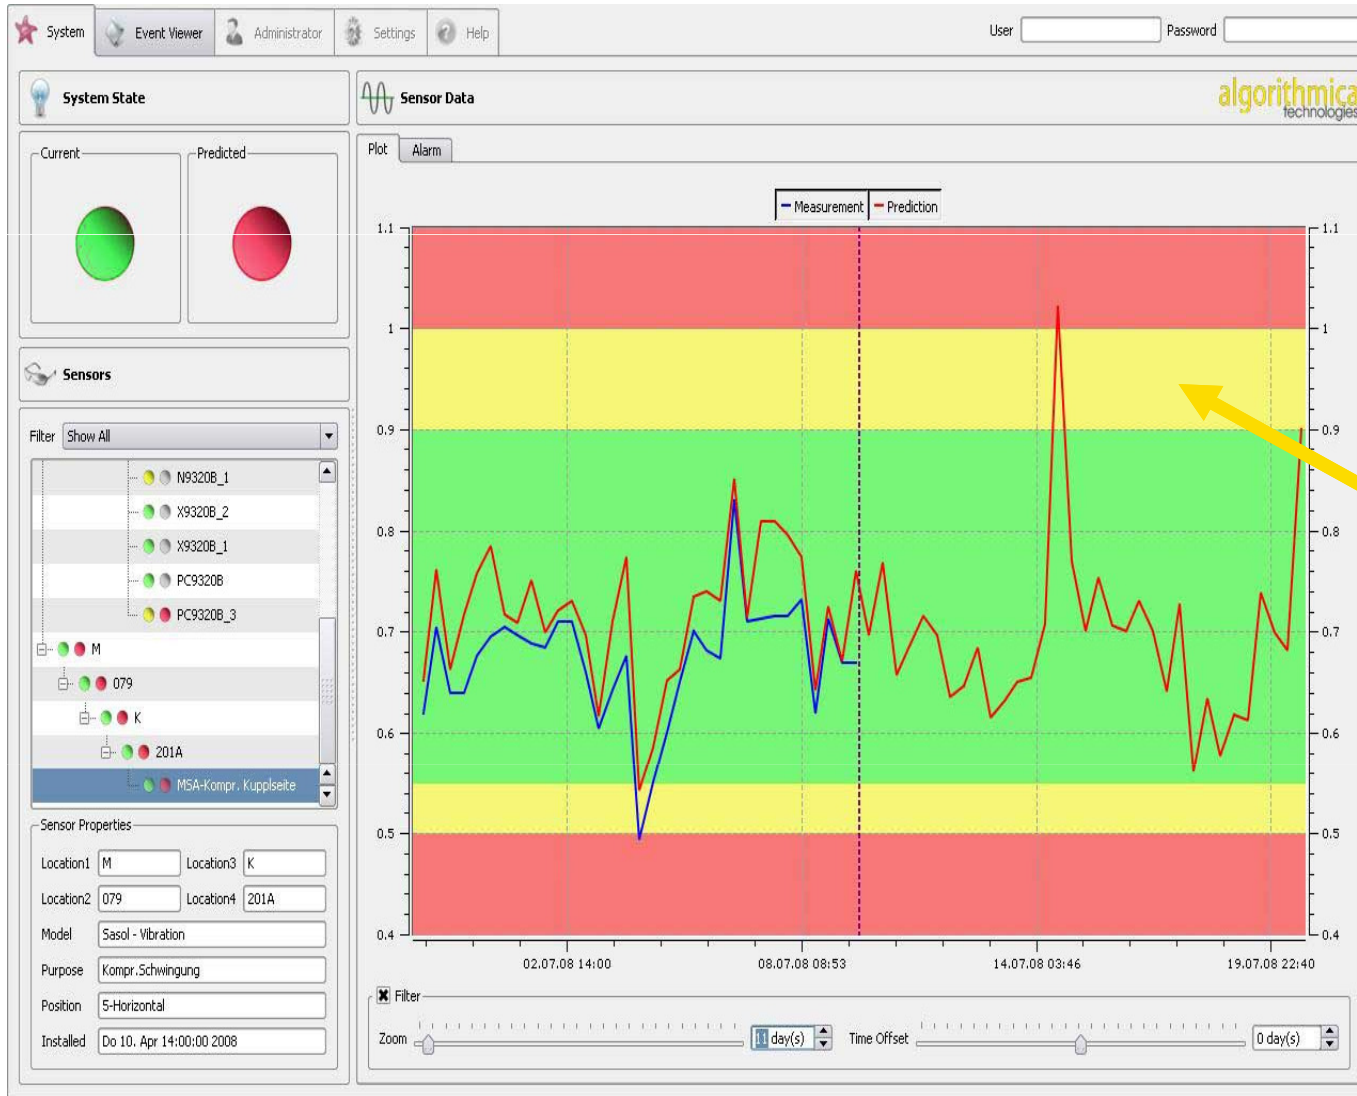 System Event Viewer Administrator Settings Help User Password
System State
Sensor Data
algorithmica
technologies
Current Predicted
Plot Alarm
Measurement Prediction
1.1 1.1
1 1
Sensors
Filter Show All
0.9 0.9
N9320B_1
X9320B_2
0.8 0.8
X9320B_1
PC9320B
PC9320B_3
0.7 0.7
M
079
K
0.6 0.6
201A
MSA-Kompr. Kupplseite
Sensor Properties
0.5 0.5
Location1 M Location3 K
Location2 079 Location4 201A
Model Sasol - Vibration
0.4 0.4
02.07.08 14:00 08.07.08 08:53 14.07.08 03:46 19.07.08 22:40
Purpose Kompr.Schwingung
Filter
Position 5-Horizontal
Installed Do 10. Apr 14:00:00 2008
Zoom 11 day(s) Time Offset 0 day(s)